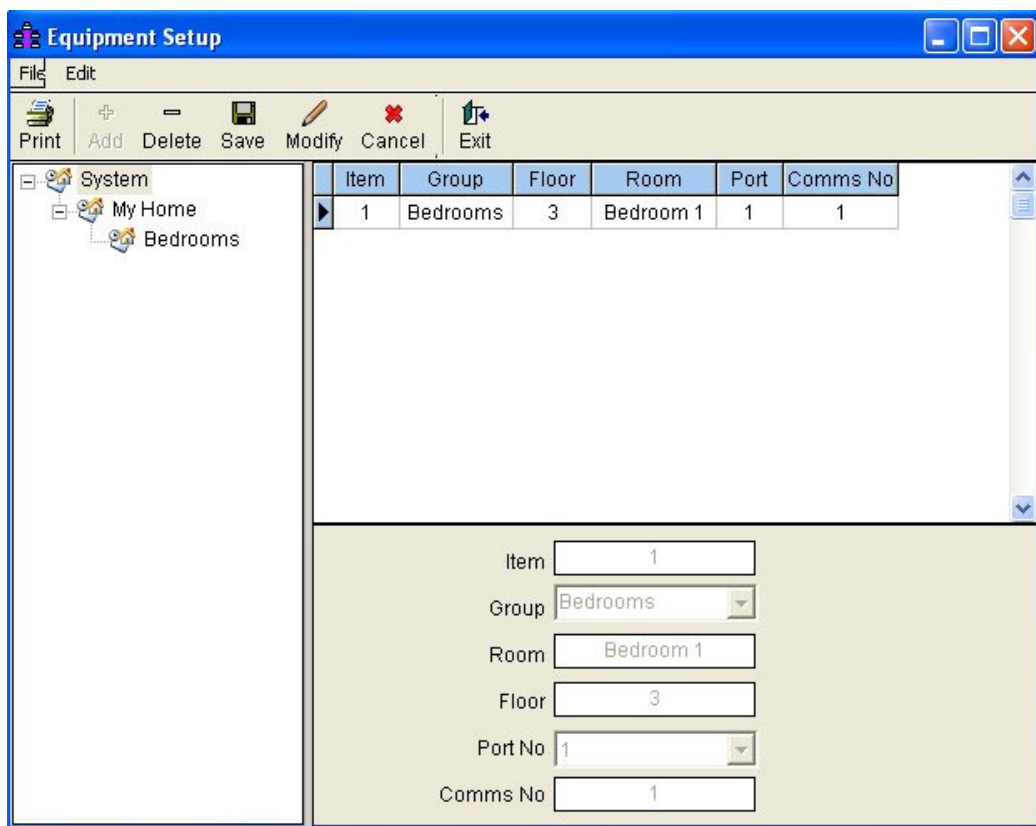 Equipment Setup
File Edit
Print Add Delete Save Modify Cancel Exit
System
My Home
Bedrooms
Item Group Floor Room Port Comms No
1 Bedrooms 3 Bedroom 1 1 1
Item 1
Group Bedrooms
Room Bedroom 1
Floor 3
Port No 1
Comms No 1